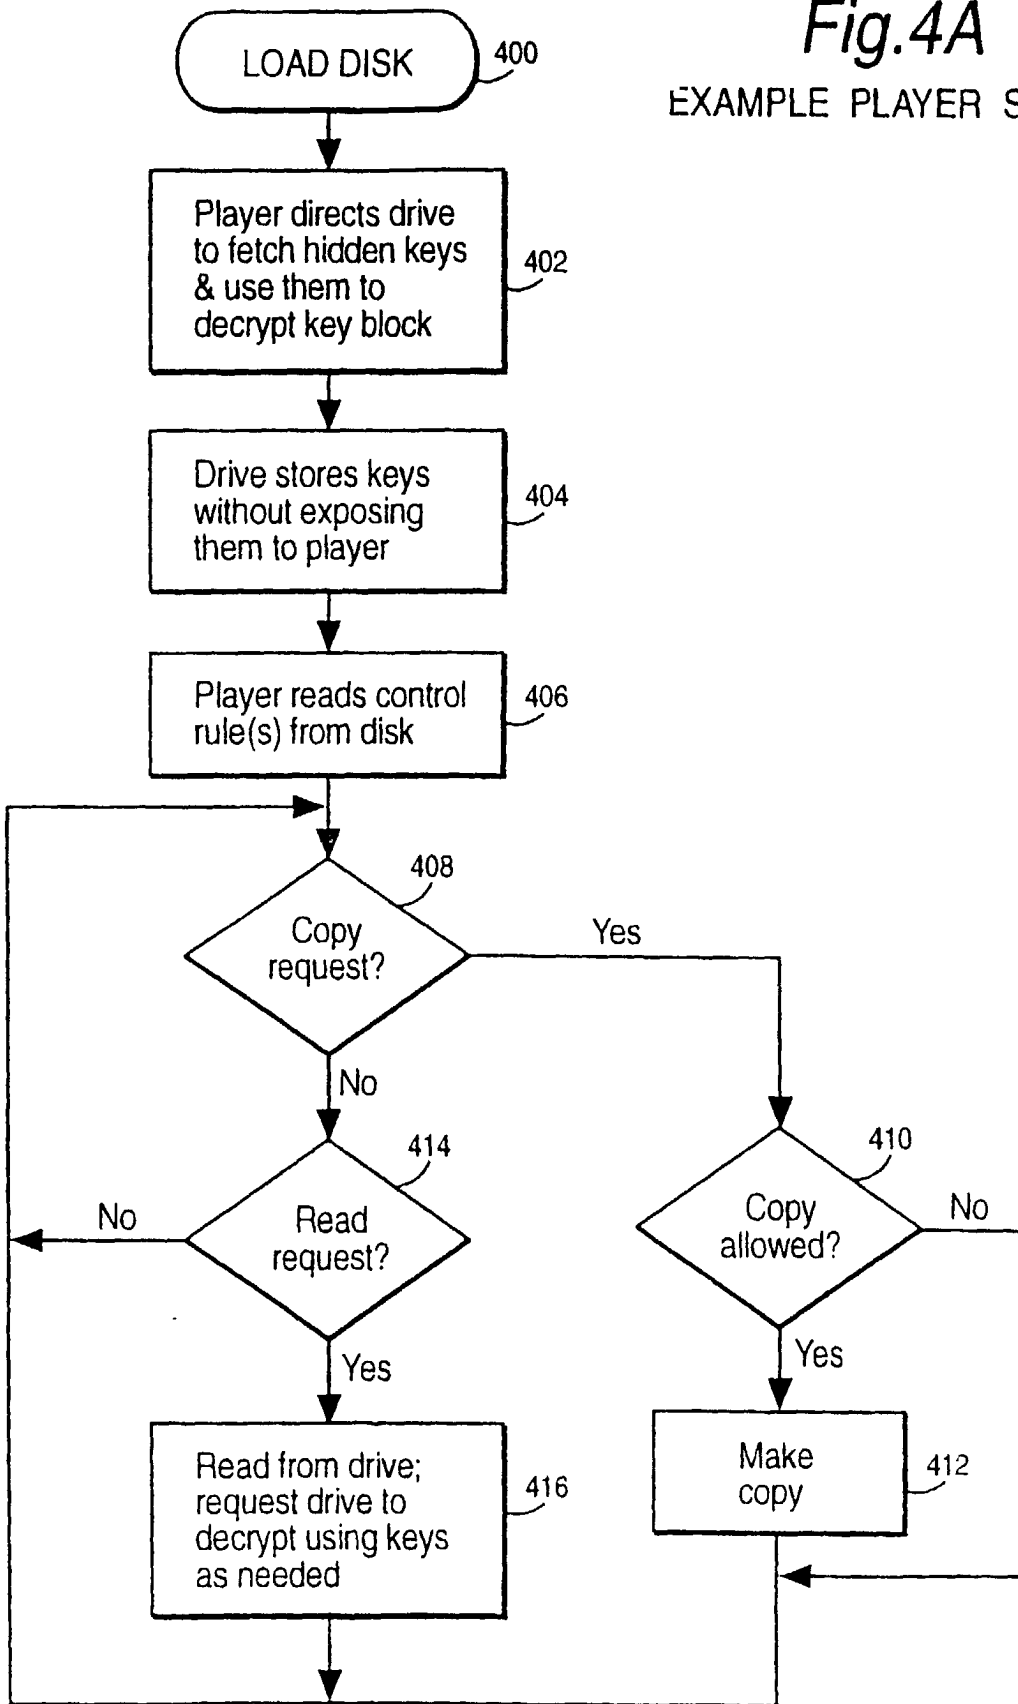 Fig.4A
EXAMPLE PLAYER S
LOAD DISK
400
Player directs drive
to fetch hidden keys
& use them to
decrypt key block
402
Drive stores keys
without exposing
them to player
404
Player reads control
rule(s) from disk
406
408
Copy
request?
Yes
No
414
Read
request?
No
410
Copy
allowed?
No
Yes
Yes
Read from drive;
request drive to
decrypt using keys
as needed
416
Make
copy
412